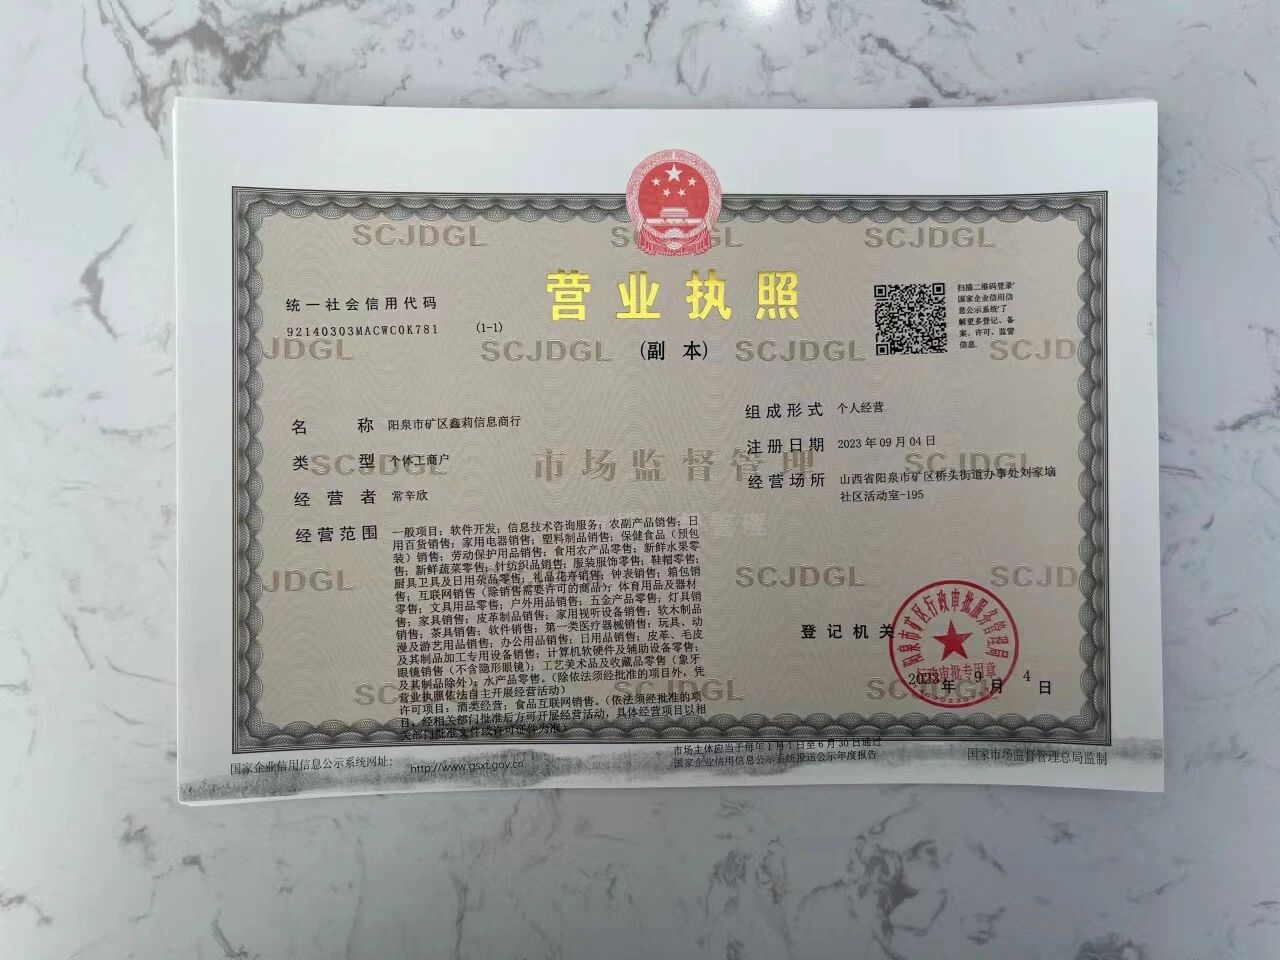 SCJDGL
SCJDGL
SCJDGL
营业执照
(副 本)
统一社会信用代码
92140303MACWC0K781
(1-1)
扫描二维码登录'
国家企业信用信
息公示系统'了
解更多登记、备
案、许可、监管
信息.
JDGL
SCJDGL
SCJDGL
SCJD
名 称 阳泉市矿区鑫莉信息商行
类 型 个体工商户
经 营 者 常辛欣
经营范围
组成形式 个人经营
注册日期 2023 年 09 月 04 日
经营场所 山西省阳泉市矿区桥头街道办事处刘家垴
社区活动室-195
SCJDGL
市场监督管理
SCJDGL
一般项目：软件开发；信息技术咨询服务；农副产品销售；日
用百货销售；家用电器销售；塑料制品销售；保健食品（预包
装）销售；劳动保护用品销售；食用农产品零售；新鲜水果零
售；新鲜蔬菜零售；针纺织品销售；服装服饰零售；鞋帽零售；
厨具卫具及日用杂品零售；礼品花卉销售；钟表销售；箱包销
售；互联网销售（除销售需要许可的商品）；体育用品及器材
零售；文具用品零售；户外用品销售；五金产品零售；灯具销
售；家具销售；皮革制品销售；家用视听设备销售；软木制品
销售；茶具销售；软件销售；第一类医疗器械销售；玩具、动
漫及游艺用品销售；办公用品销售；日用品销售；皮革、毛皮
及其制品加工专用设备销售；计算机软硬件及辅助设备零售；
眼镜销售（不含隐形眼镜）；工艺美术品及收藏品零售（象牙
及其制品除外）；水产品零售。（除依法须经批准的项目外，凭
营业执照依法自主开展经营活动）
许可项目：酒类经营；食品互联网销售。（依法须经批准的项
目，经相关部门批准后方可开展经营活动，具体经营项目以相
关部门批准文件或许可证件为准）
JDGL
SCJDGL
SCJD
登记机关
阳泉市矿区行政审批服务管理局
行政审批专用章
2023 年 9 月 4 日
SCJDGL
国家企业信用信息公示系统网址： http://www.gsxt.gov.cn
市场主体应当于每年1月1日至6月30日通过
国家企业信用信息公示系统报送公示年度报告
国家市场监督管理总局监制